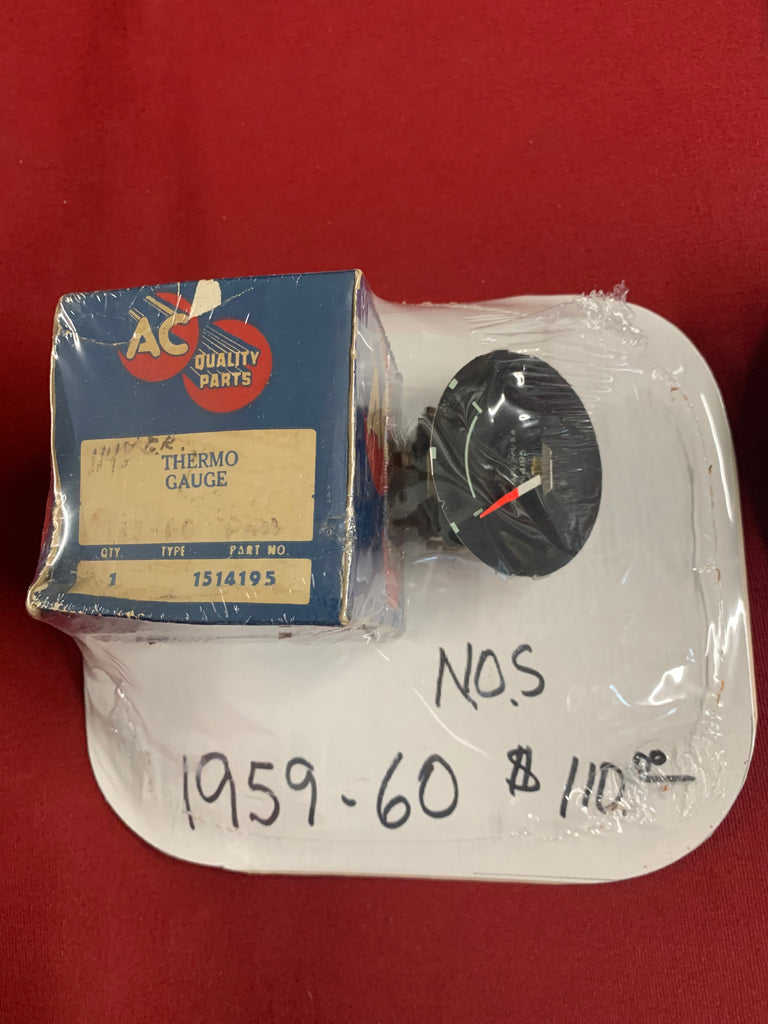 AC
QUALITY
PARTS
THERMO
GAUGE
QTY. TYPE PART NO.
1 1514195
N.O.S
1959-60 $110.00